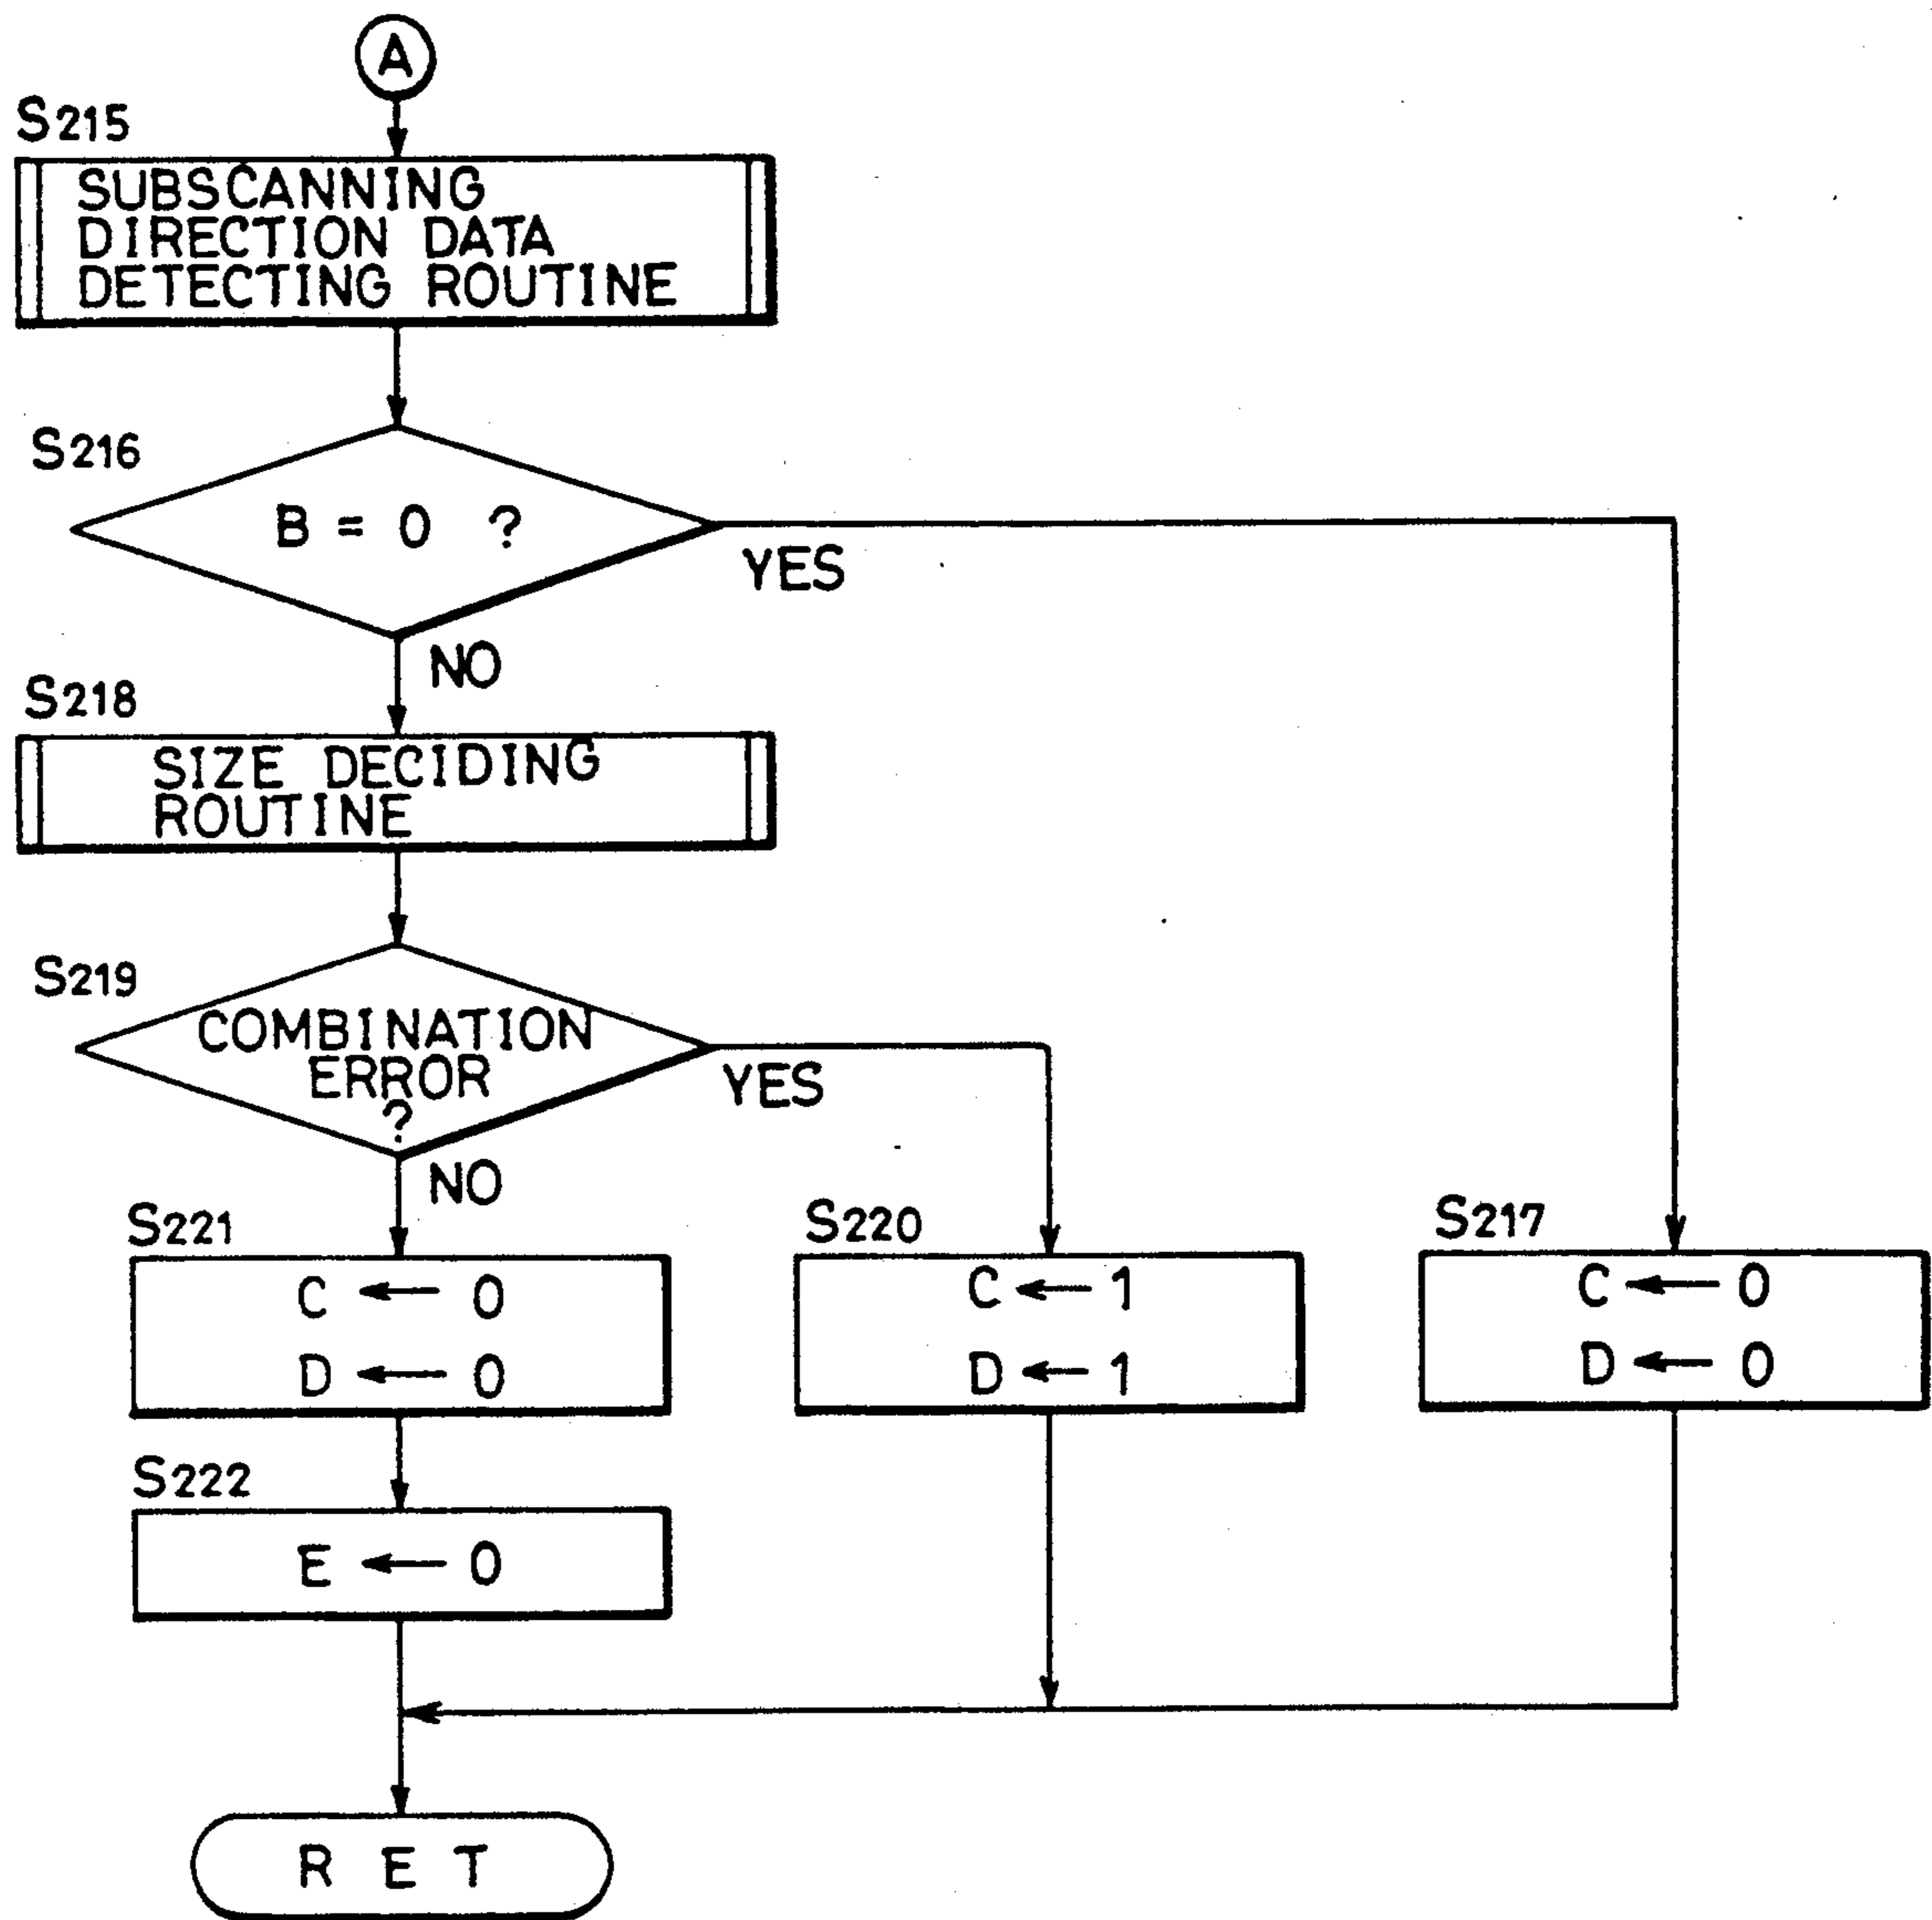 A
S215
SUBSCANNING
DIRECTION DATA
DETECTING ROUTINE
S216
B = 0 ?
YES
NO
S218
SIZE DECIDING
ROUTINE
S219
COMBINATION
ERROR
?
YES
NO
S221
C ← 0
D ← 0
S220
C ← 1
D ← 1
S217
C ← 0
D ← 0
S222
E ← 0
RET